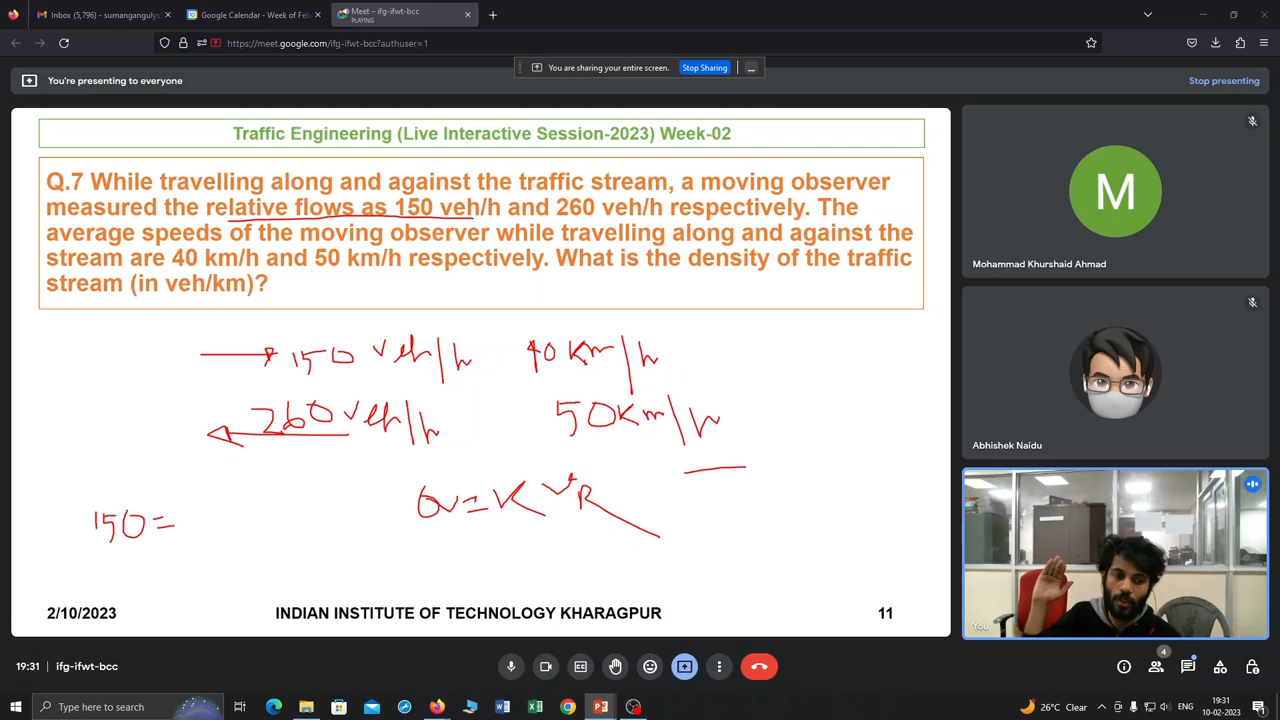 Inbox (5,796) - sumangangulys
Google Calendar - Week of Feb
Meet – ifg-ifwt-bcc
PLAYING
https://meet.google.com/ifg-ifwt-bcc?authuser=1
You are sharing your entire screen.
Stop Sharing
You're presenting to everyone
Stop presenting
Traffic Engineering (Live Interactive Session-2023) Week-02
Q.7 While travelling along and against the traffic stream, a moving observer
measured the relative flows as 150 veh/h and 260 veh/h respectively. The
average speeds of the moving observer while travelling along and against the
stream are 40 km/h and 50 km/h respectively. What is the density of the traffic
stream (in veh/km)?
150 veh/h 40 km/h
260 veh/h 50 km/h
150=
2/10/2023
INDIAN INSTITUTE OF TECHNOLOGY KHARAGPUR
11
M
Mohammad Khurshaid Ahmad
Abhishek Naidu
You
19:31
ifg-ifwt-bcc
4
Type here to search
26°C Clear
ENG
19:31
10-02-2023